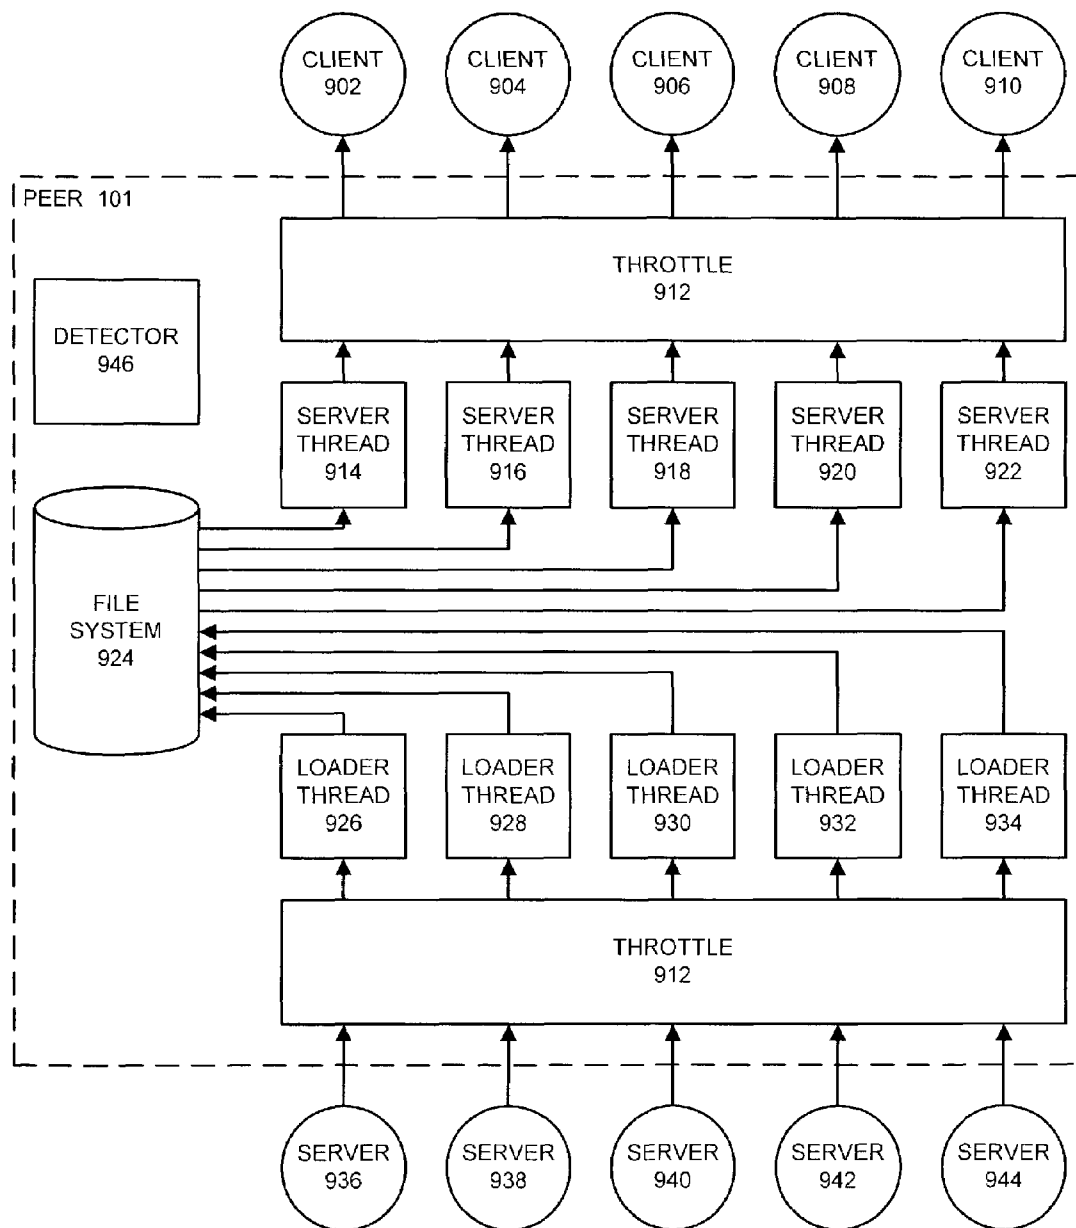 CLIENT
902
CLIENT
904
CLIENT
906
CLIENT
908
CLIENT
910
PEER 101
THROTTLE
912
DETECTOR
946
SERVER
THREAD
914
SERVER
THREAD
916
SERVER
THREAD
918
SERVER
THREAD
920
SERVER
THREAD
922
FILE
SYSTEM
924
LOADER
THREAD
926
LOADER
THREAD
928
LOADER
THREAD
930
LOADER
THREAD
932
LOADER
THREAD
934
THROTTLE
912
SERVER
936
SERVER
938
SERVER
940
SERVER
942
SERVER
944